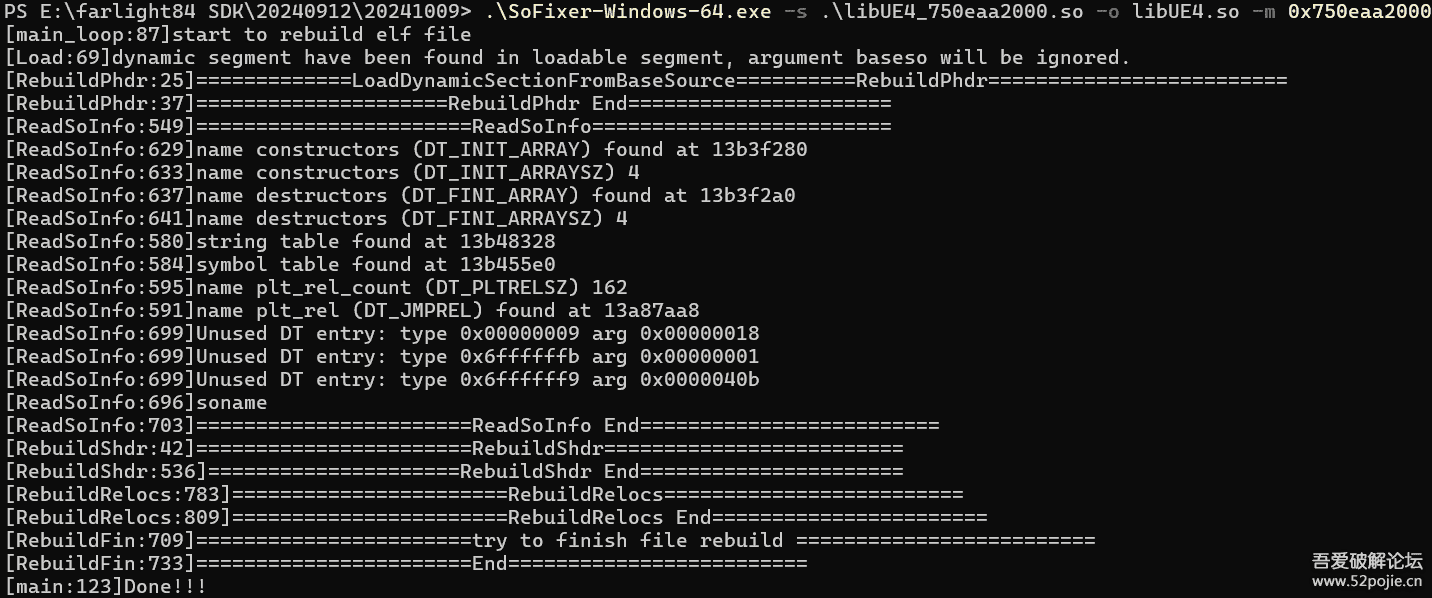 PS E:\farlight84 SDK\20240912\20241009> .\SoFixer-Windows-64.exe -s .\libUE4_750eaa2000.so -o libUE4.so -m 0x750eaa2000
[main_loop:87]start to rebuild elf file
[Load:69]dynamic segment have been found in loadable segment, argument baseso will be ignored.
[RebuildPhdr:25]=============LoadDynamicSectionFromBaseSource==========RebuildPhdr=========================
[RebuildPhdr:37]=====================RebuildPhdr End======================
[ReadSoInfo:549]=======================ReadSoInfo=========================
[ReadSoInfo:629]name constructors (DT_INIT_ARRAY) found at 13b3f280
[ReadSoInfo:633]name constructors (DT_INIT_ARRAYSZ) 4
[ReadSoInfo:637]name destructors (DT_FINI_ARRAY) found at 13b3f2a0
[ReadSoInfo:641]name destructors (DT_FINI_ARRAYSZ) 4
[ReadSoInfo:580]string table found at 13b48328
[ReadSoInfo:584]symbol table found at 13b455e0
[ReadSoInfo:595]name plt_rel_count (DT_PLTRELSZ) 162
[ReadSoInfo:591]name plt_rel (DT_JMPREL) found at 13a87aa8
[ReadSoInfo:699]Unused DT entry: type 0x00000009 arg 0x00000018
[ReadSoInfo:699]Unused DT entry: type 0x6ffffffb arg 0x00000001
[ReadSoInfo:699]Unused DT entry: type 0x6ffffff9 arg 0x0000040b
[ReadSoInfo:696]soname
[ReadSoInfo:703]=======================ReadSoInfo End=========================
[RebuildShdr:42]=======================RebuildShdr=========================
[RebuildShdr:536]=====================RebuildShdr End======================
[RebuildRelocs:783]=======================RebuildRelocs=========================
[RebuildRelocs:809]=======================RebuildRelocs End=======================
[RebuildFin:709]=======================try to finish file rebuild =========================
[RebuildFin:733]=======================End=========================
[main:123]Done!!!
吾爱破解论坛
www.52pojie.cn